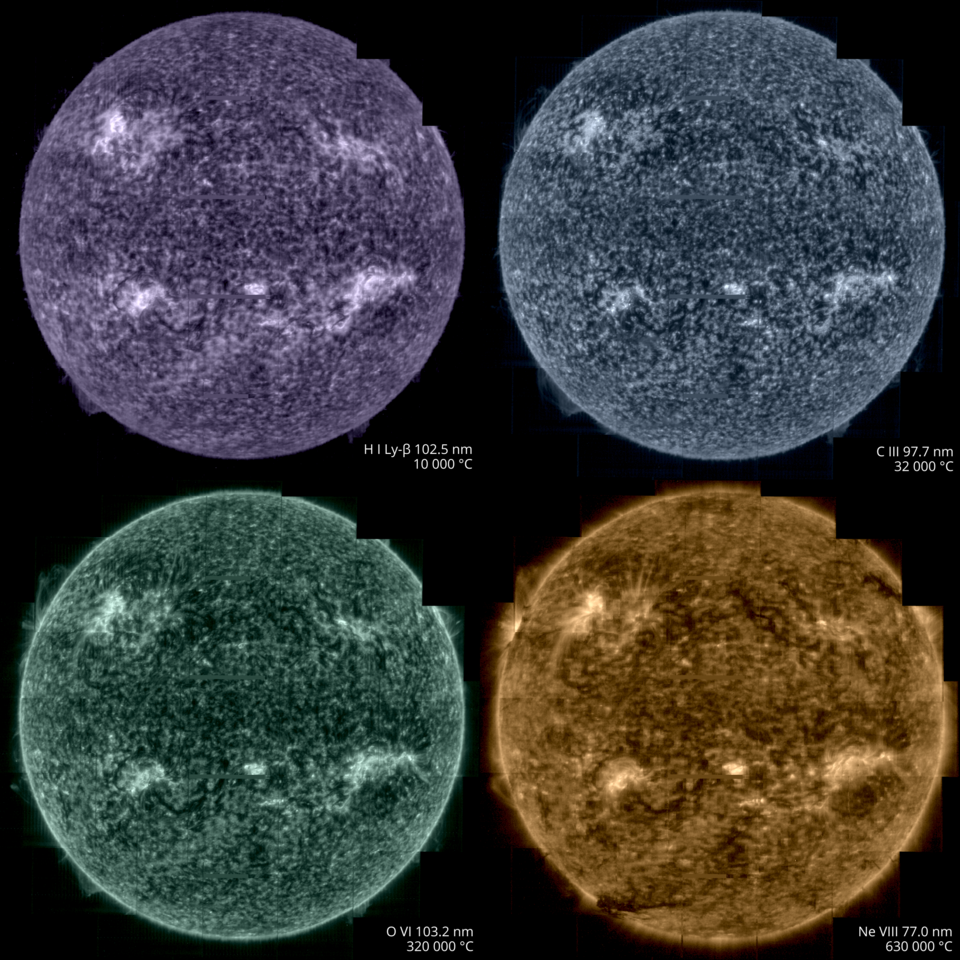 H I Ly-β 102.5 nm
10 000 °C
C III 97.7 nm
32 000 °C
O VI 103.2 nm
320 000 °C
Ne VIII 77.0 nm
630 000 °C